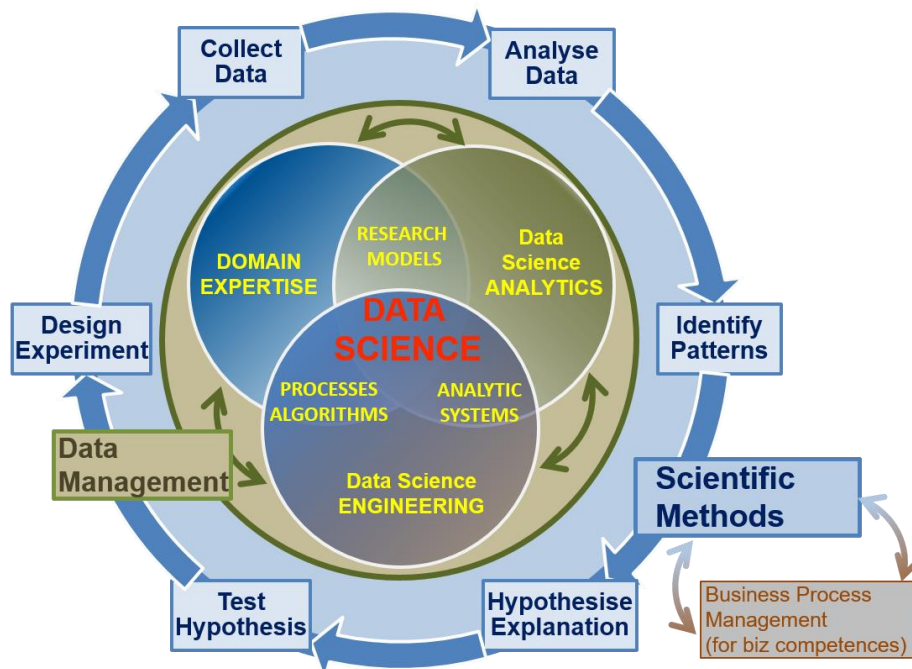 Collect
Data
Analyse
Data
RESEARCH
MODELS
DOMAIN
EXPERTISE
Data
Science
ANALYTICS
DATA
SCIENCE
Design
Experiment
Identify
Patterns
PROCESSES
ALGORITHMS
ANALYTIC
SYSTEMS
Data
Management
Data Science
ENGINEERING
Scientific
Methods
Test
Hypothesis
Hypothesise
Explanation
Business Process
Management
(for biz competences)